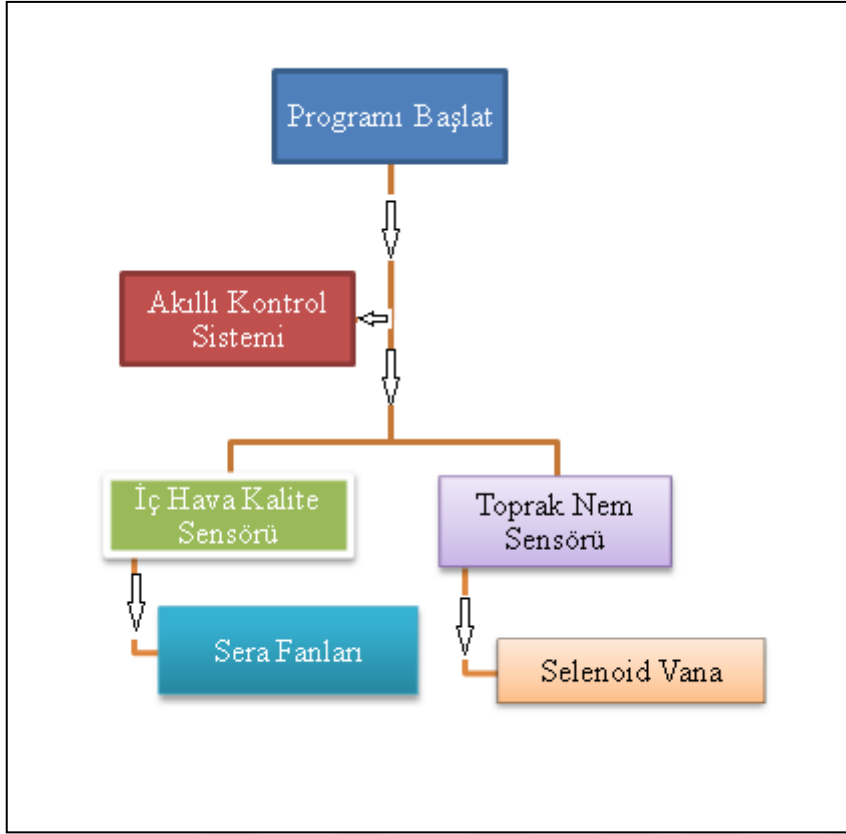 Programı Başlat
Akıllı Kontrol
Sistemi
İç Hava Kalite
Sensörü
Toprak Nem
Sensörü
Sera Fanları
Selenoid Vana